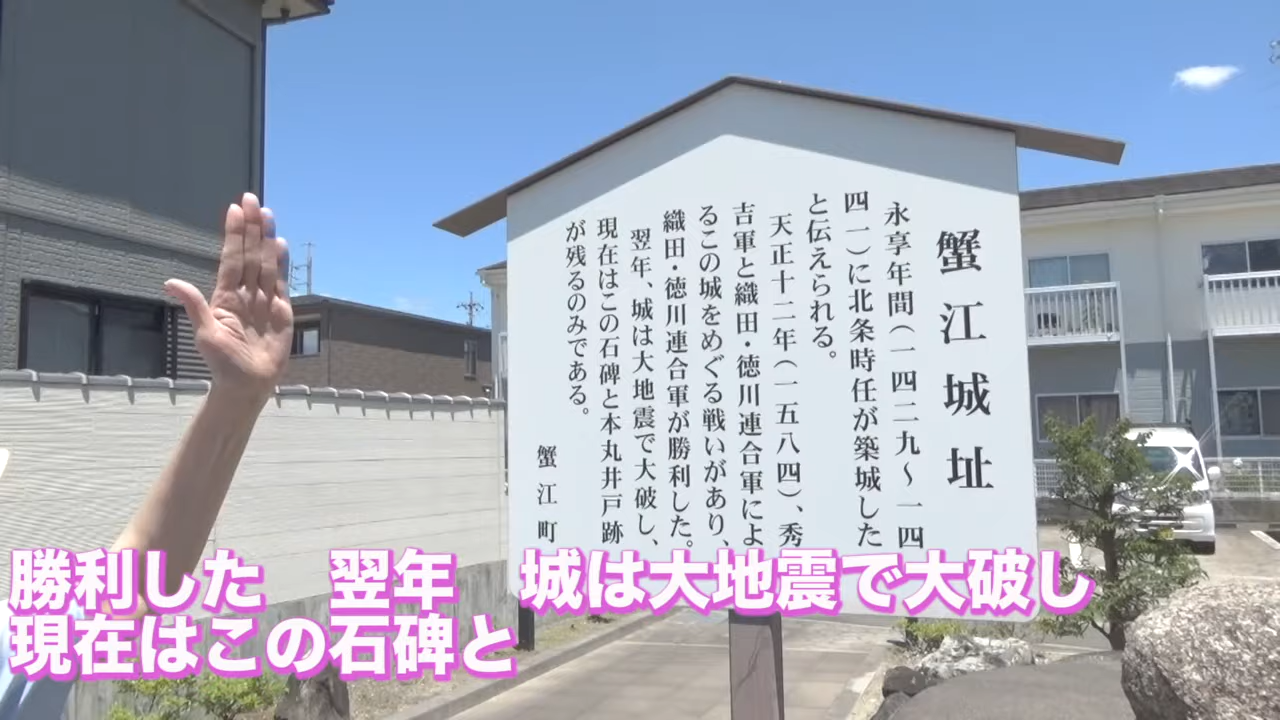 蟹江城址
永享年間(一四二九〜一四
四一)に北条時任が築城した
と伝えられる。
天正十二年(一五八四)、秀
吉軍と織田・徳川連合軍によ
るこの城をめぐる戦いがあり、
織田・徳川連合軍が勝利した。
翌年、城は大地震で大破し、
現在はこの石碑と本丸井戸跡
が残るのみである。
蟹江町
勝利した 翌年 城は大地震で大破し
現在はこの石碑と